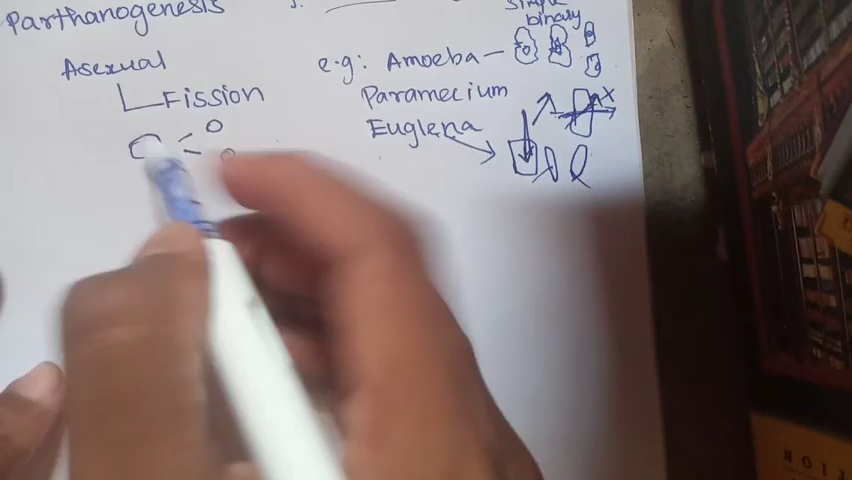 Parthanogenesis
simple
binary
Asexual
e.g: Amoeba –
Fission
Paramecium
x
Euglena